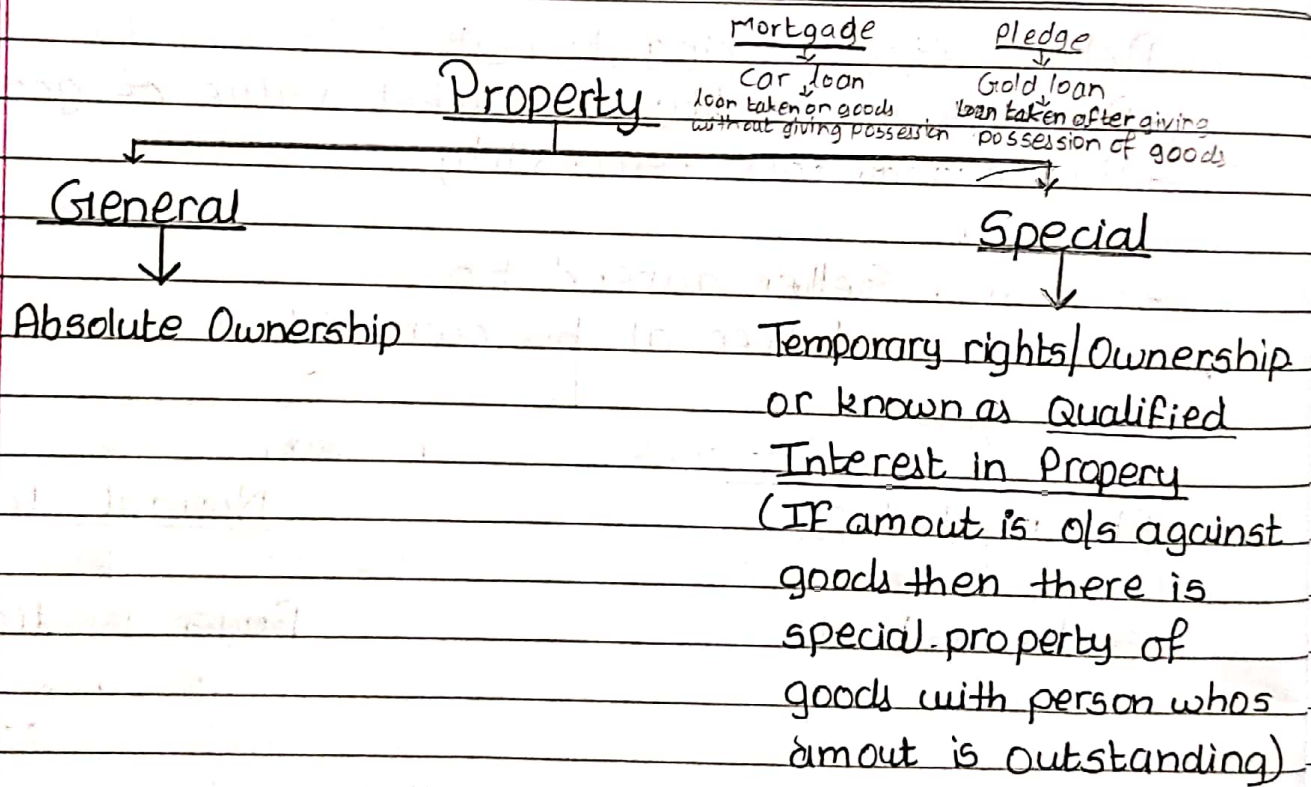 Mortgage
Pledge
Car loan
loan taken on goods
without giving possession
Gold loan
loan taken after giving
possession of goods
Property
General
Special
Absolute Ownership
Temporary rights/Ownership
or known as Qualified
Interest in Propery
(If amout is o/s against
goods then there is
special property of
goods with person whos
amout is outstanding)